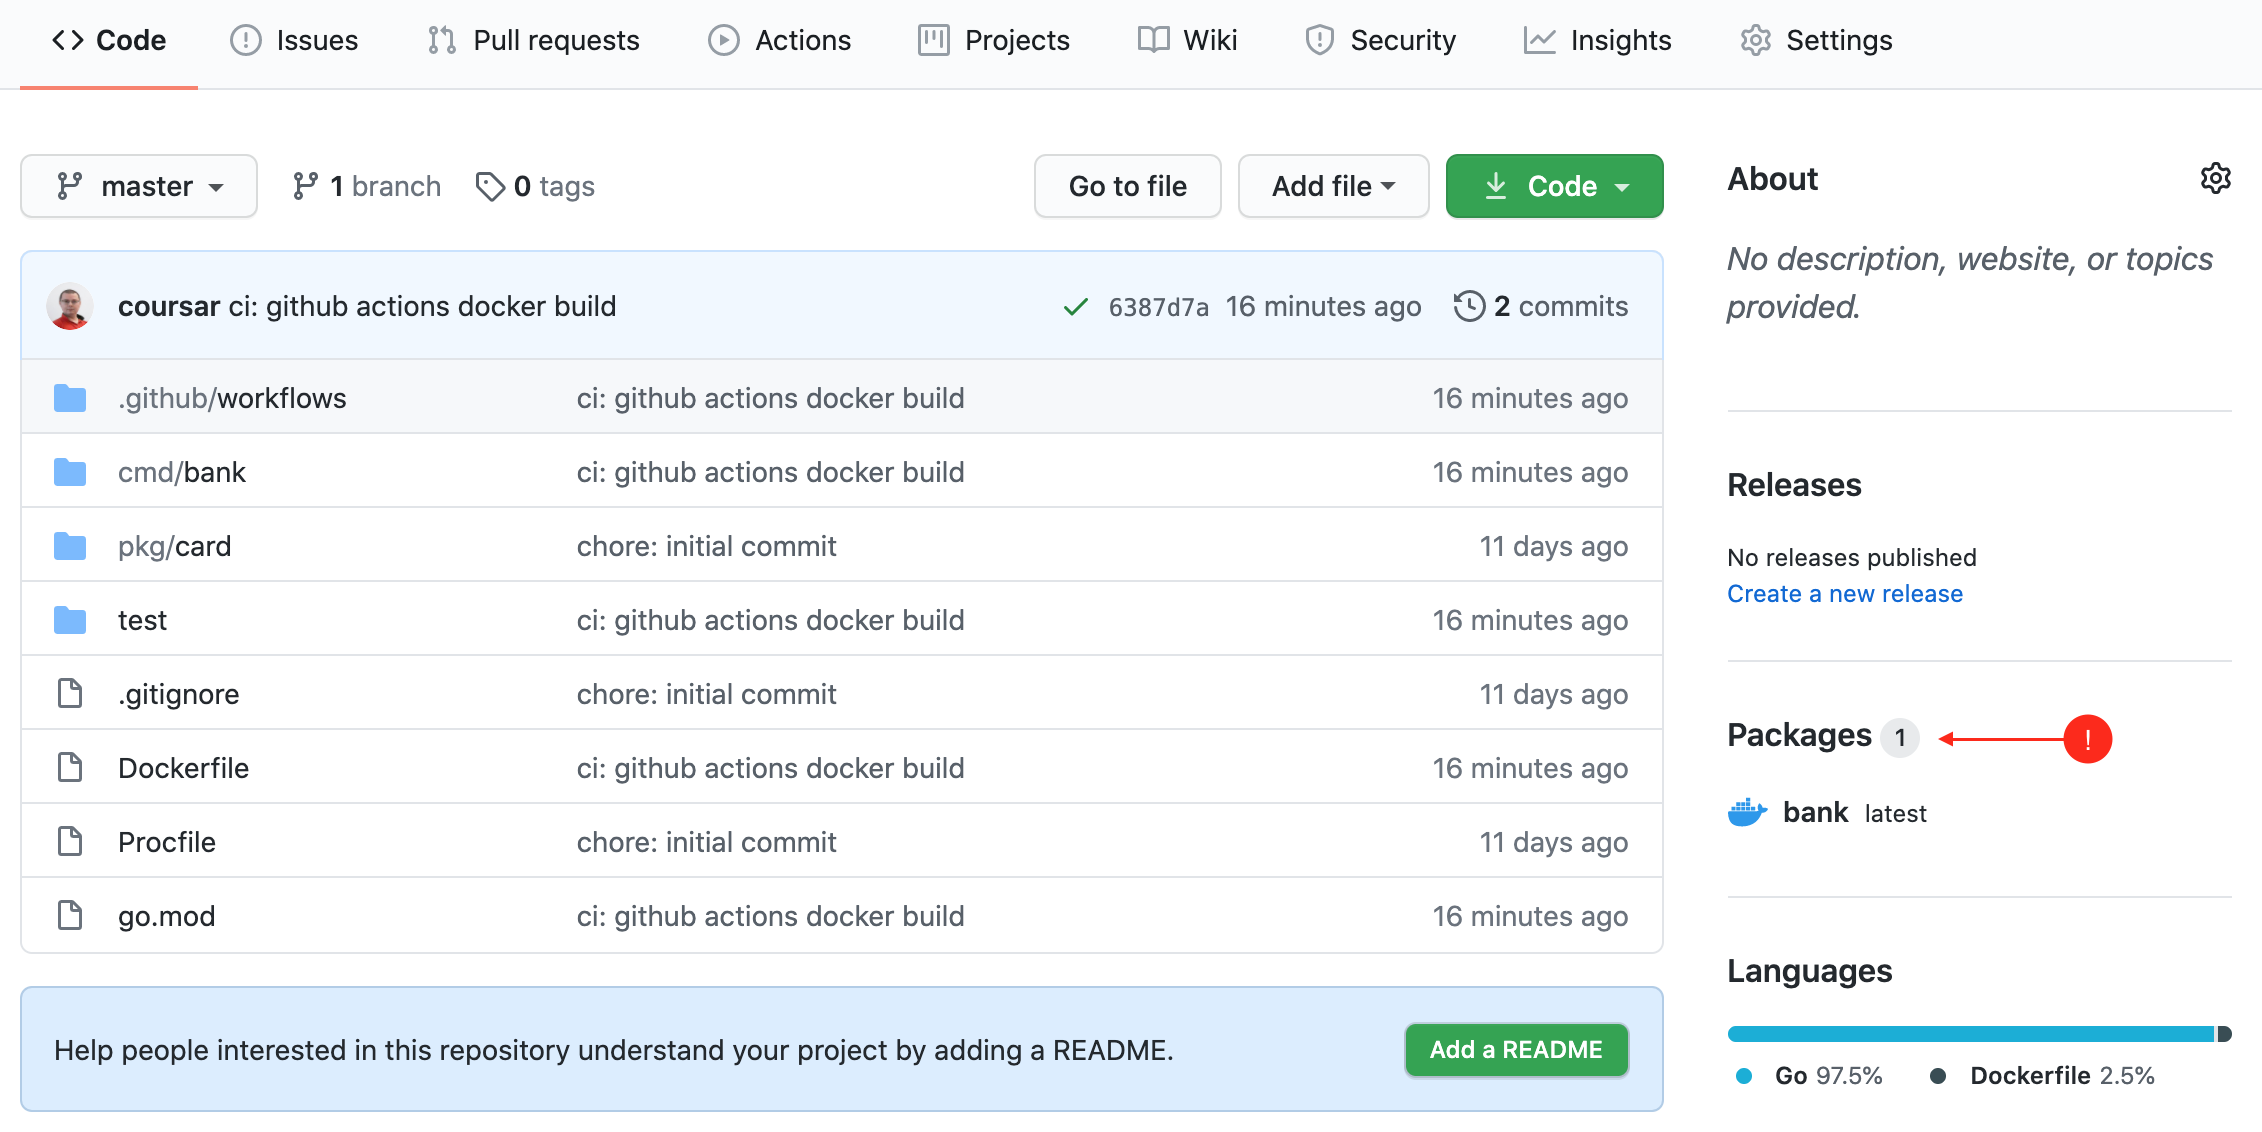 Code Issues Pull requests Actions Projects Wiki Security Insights Settings
master 1 branch 0 tags Go to file Add file Code
coursar ci: github actions docker build 6387d7a 16 minutes ago 2 commits
.github/workflows ci: github actions docker build 16 minutes ago
cmd/bank ci: github actions docker build 16 minutes ago
pkg/card chore: initial commit 11 days ago
test ci: github actions docker build 16 minutes ago
.gitignore chore: initial commit 11 days ago
Dockerfile ci: github actions docker build 16 minutes ago
Procfile chore: initial commit 11 days ago
go.mod ci: github actions docker build 16 minutes ago
Help people interested in this repository understand your project by adding a README. Add a README
About
No description, website, or topics
provided.
Releases
No releases published
Create a new release
Packages 1 !
bank latest
Languages
Go 97.5% Dockerfile 2.5%